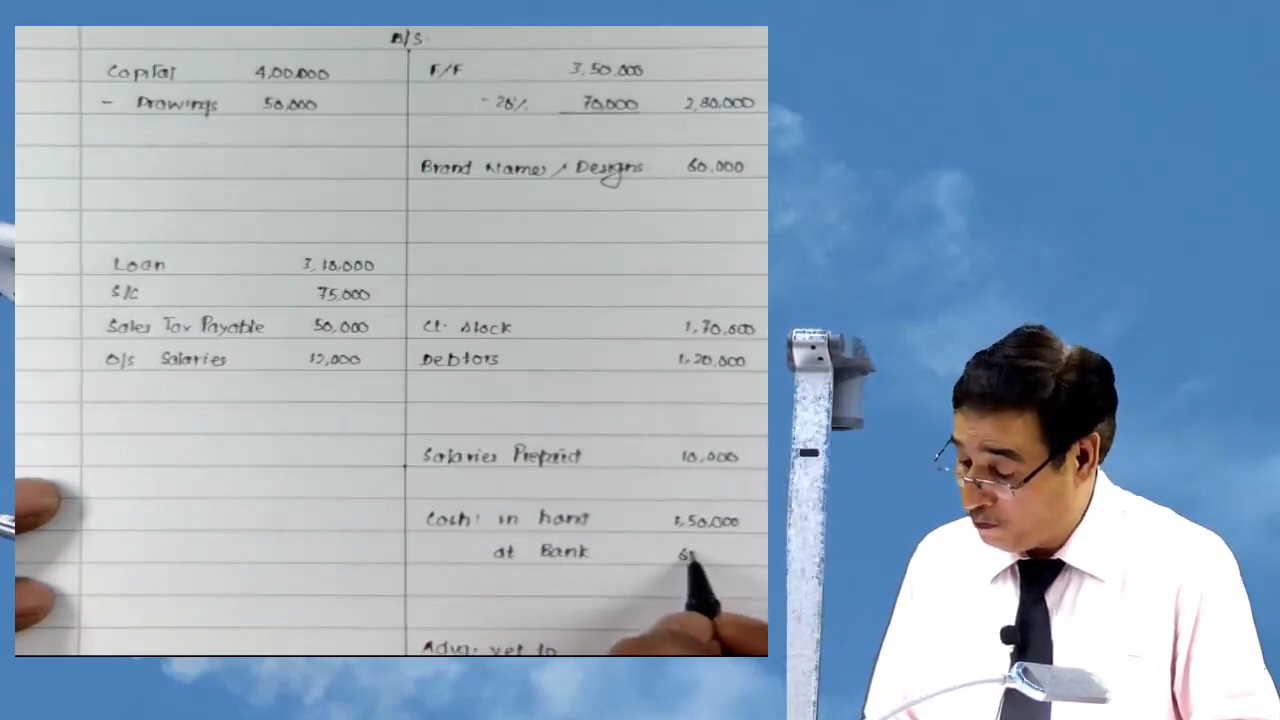 B/S
Capital 4,00,000 F/F 3,50,000
- Drawings 50,000 - 20% 70,000 2,80,000
Brand Names / Designs 60,000
Loan 3,18,000
S/C 75,000
Sales Tax Payable 50,000 Cl. Stock 1,70,000
O/s Salaries 12,000 Debtors 1,20,000
Salaries Prepaid 10,000
Cash: in hand 1,50,000
at Bank 6
Adv. yet to